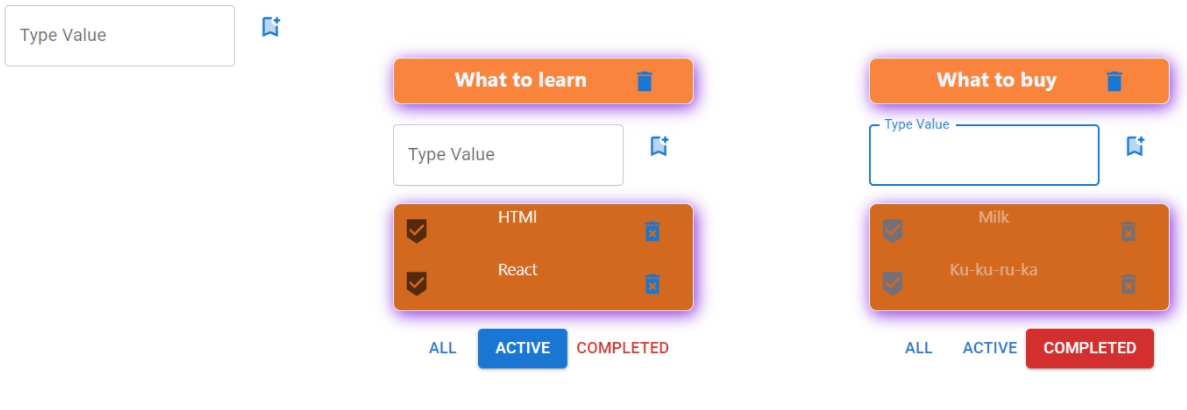 Type Value
What to learn
Type Value
HTMl
React
ALL ACTIVE COMPLETED
What to buy
Type Value
Milk
Ku-ku-ru-ka
ALL ACTIVE COMPLETED